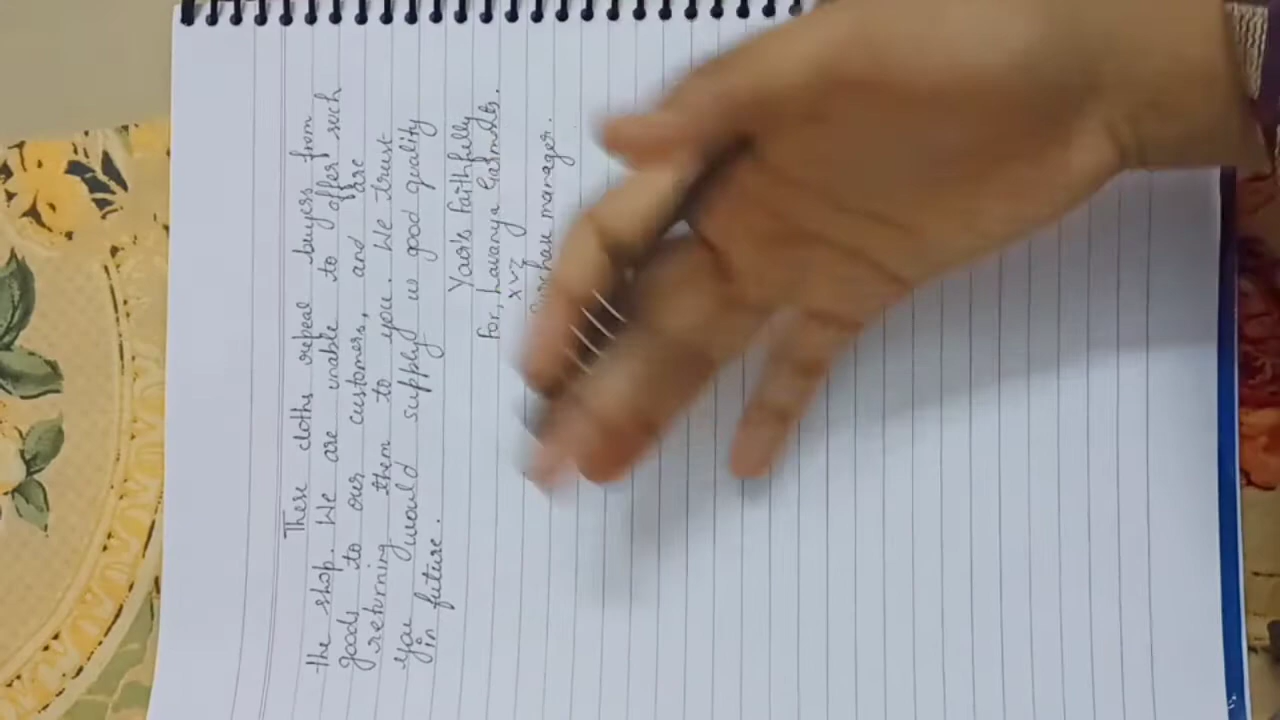 These cloths repeal buyers from
the shop. We are unable to offer such
goods to our customers, and are
returning them to you. We trust
you would supply us good quality
in future.
Yours Faithfully
For, Lavanya Garments.
XYZ
manager.